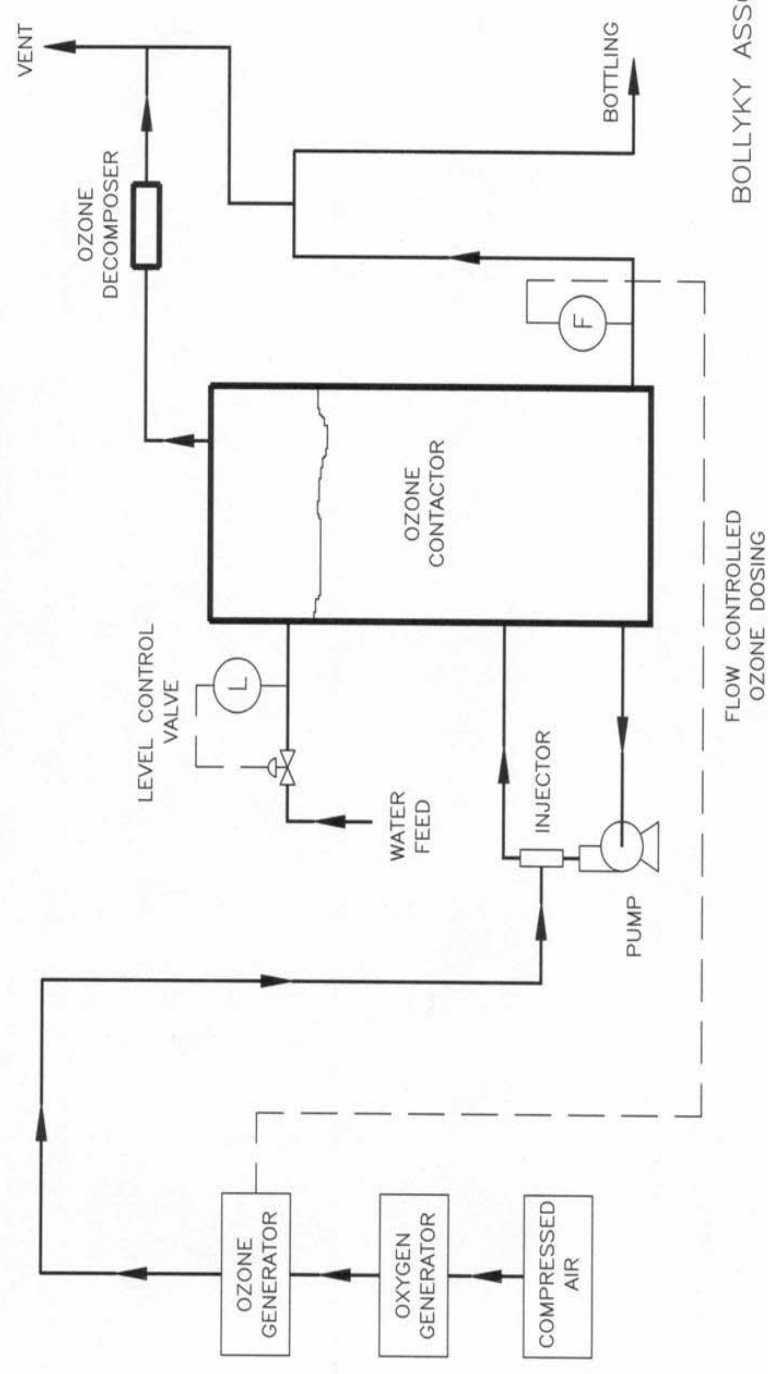 VENT
OZONE
DECOMPOSER
BOTTLING
LEVEL CONTROL
VALVE
L
WATER
FEED
OZONE
CONTACTOR
F
INJECTOR
PUMP
OZONE
GENERATOR
OXYGEN
GENERATOR
COMPRESSED
AIR
FLOW CONTROLLED
OZONE DOSING
BOLLYKY